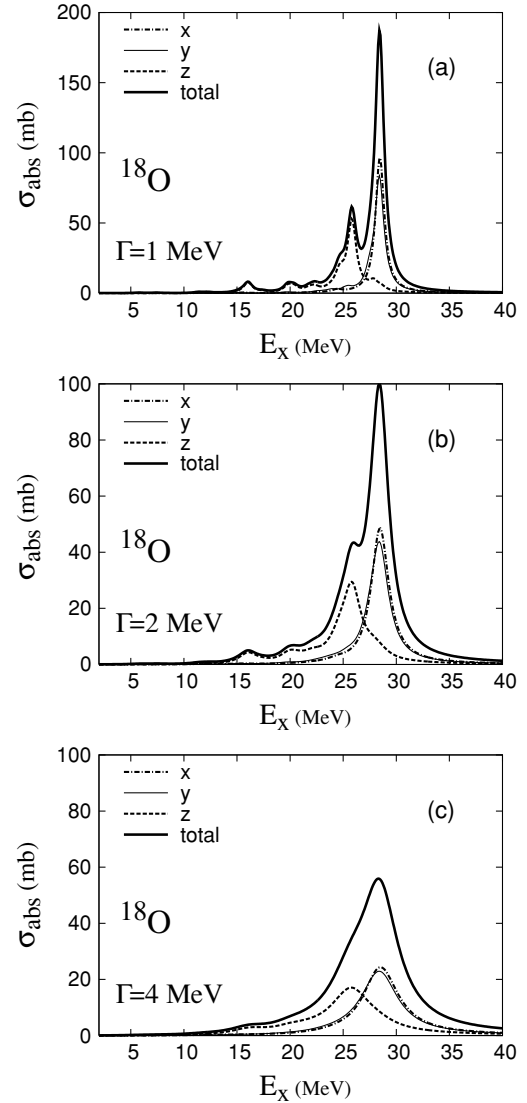 200
150
100
50
0
σabs (mb)
x
y
z
total
(a)
¹⁸O
Γ=1 MeV
5 10 15 20 25 30 35 40
Eₓ (MeV)
100
80
60
40
20
0
σabs (mb)
x
y
z
total
(b)
¹⁸O
Γ=2 MeV
5 10 15 20 25 30 35 40
Eₓ (MeV)
100
80
60
40
20
0
σabs (mb)
x
y
z
total
(c)
¹⁸O
Γ=4 MeV
5 10 15 20 25 30 35 40
Eₓ (MeV)